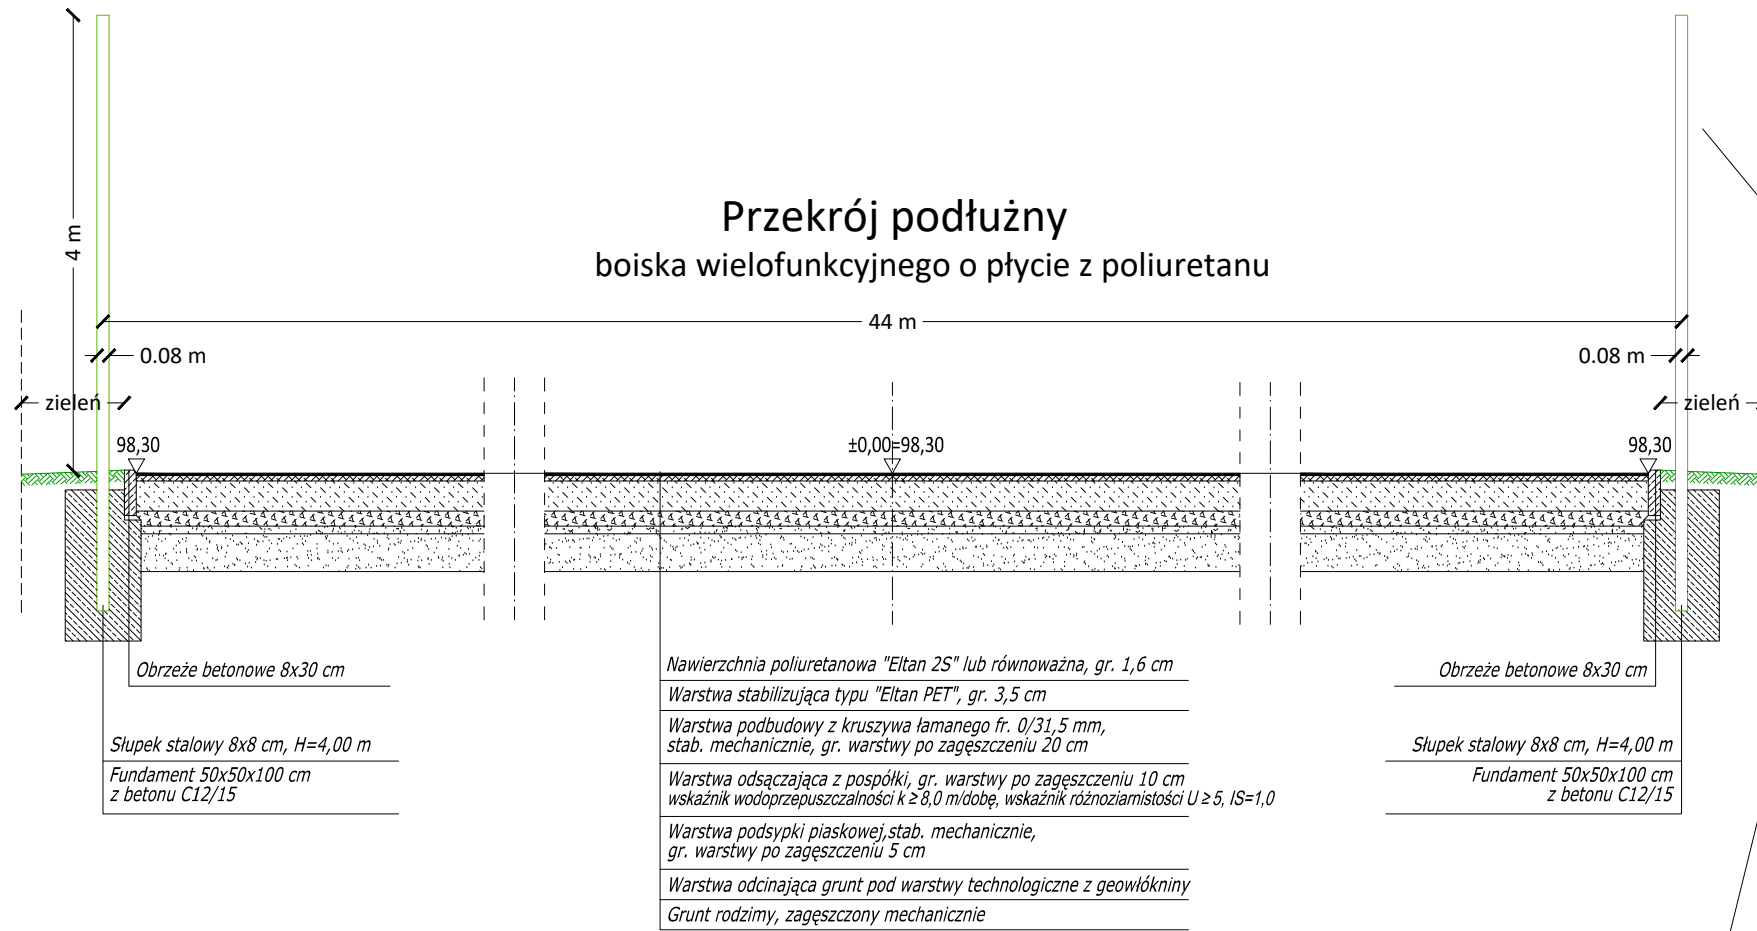 Przekrój podłużny
boiska wielofunkcyjnego o płycie z poliuretanu
4 m
44 m
0.08 m
0.08 m
zieleń
zieleń
98,30
±0,00=98,30
98,30
Obrzeże betonowe 8x30 cm
Słupek stalowy 8x8 cm, H=4,00 m
Fundament 50x50x100 cm
z betonu C12/15
Nawierzchnia poliuretanowa "Eltan 2S" lub równoważna, gr. 1,6 cm
Warstwa stabilizująca typu "Eltan PET", gr. 3,5 cm
Warstwa podbudowy z kruszywa łamanego fr. 0/31,5 mm,
stab. mechanicznie, gr. warstwy po zagęszczeniu 20 cm
Warstwa odsączająca z pospółki, gr. warstwy po zagęszczeniu 10 cm
wskaźnik wodoprzepuszczalności k ≥ 8,0 m/dobę, wskaźnik różnoziarnistości U ≥ 5, IS=1,0
Warstwa podsypki piaskowej,stab. mechanicznie,
gr. warstwy po zagęszczeniu 5 cm
Warstwa odcinająca grunt pod warstwy technologiczne z geowłókniny
Grunt rodzimy, zagęszczony mechanicznie
Obrzeże betonowe 8x30 cm
Słupek stalowy 8x8 cm, H=4,00 m
Fundament 50x50x100 cm
z betonu C12/15